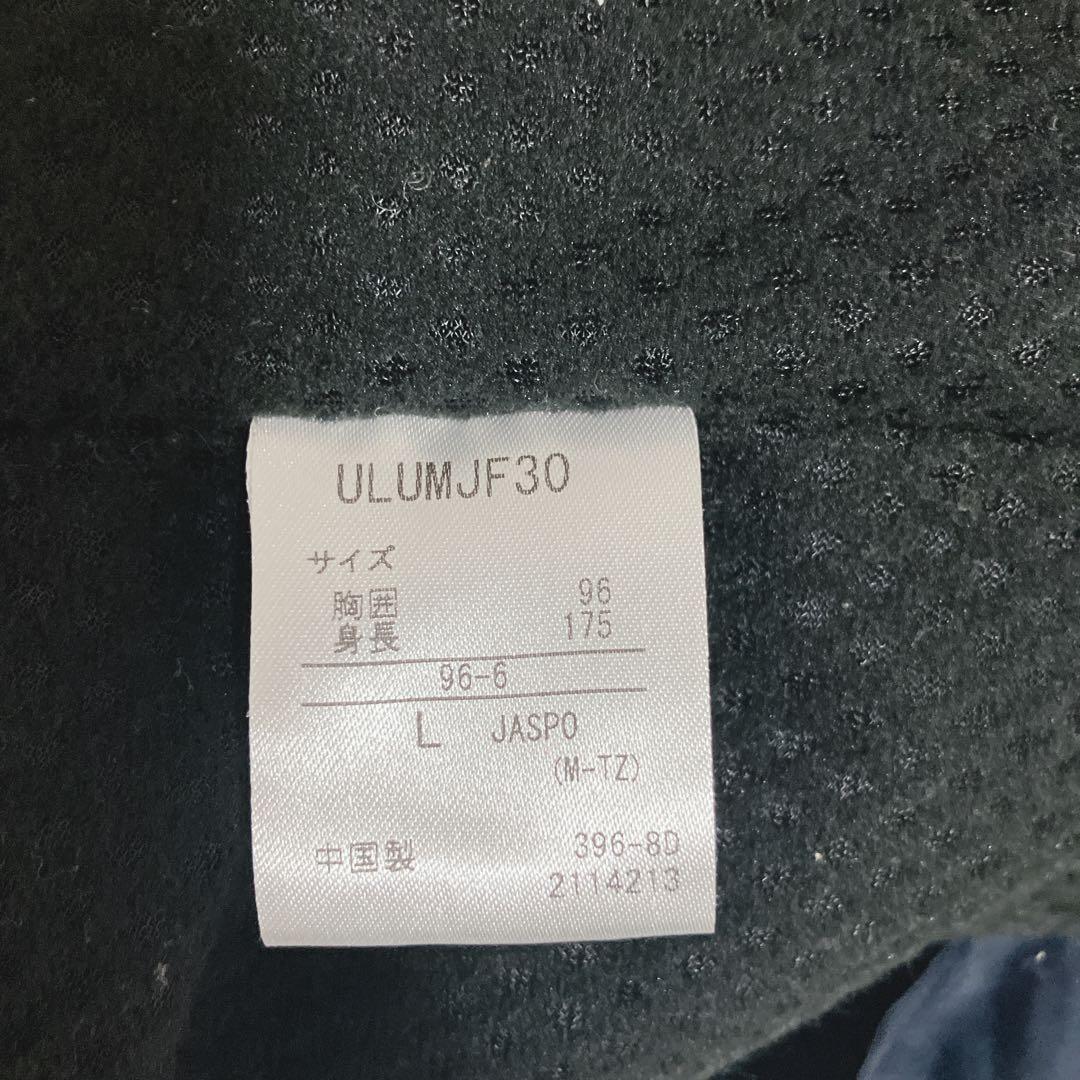 ULUMJF30
サイズ
胸囲 96
身長 175
96-6
L JASPO
(M-TZ)
中国製 396-8D
2114213